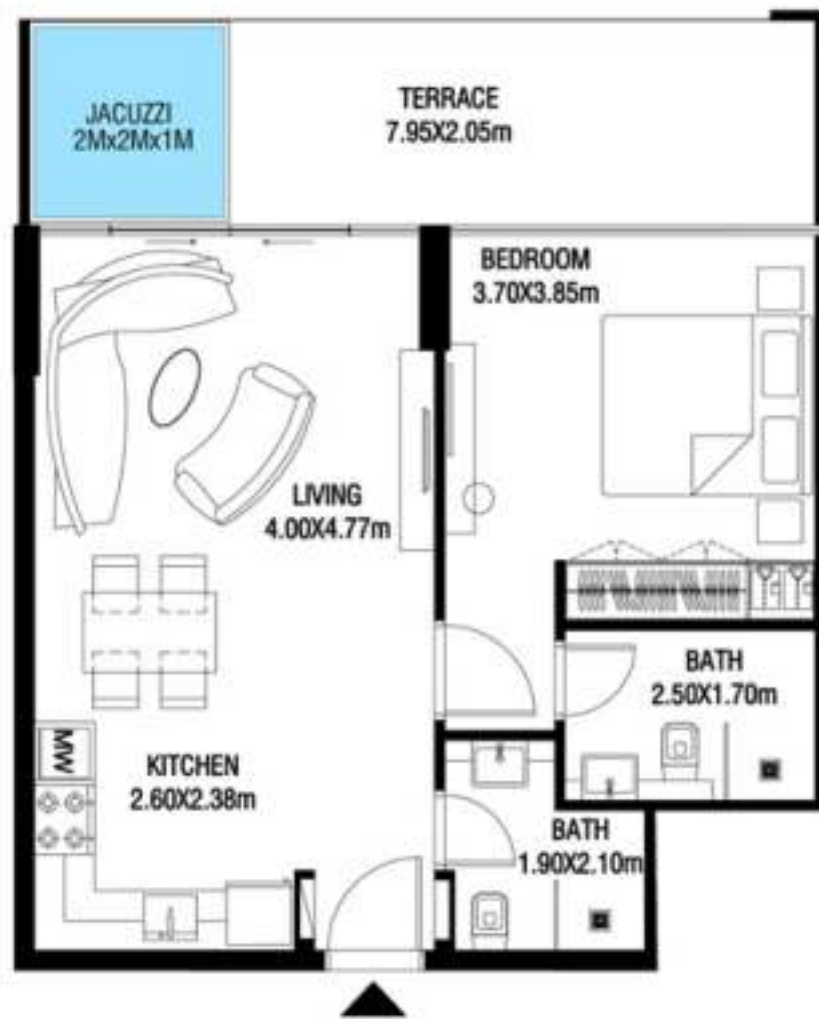 JACUZZI
2Mx2Mx1M
TERRACE
7.95X2.05m
BEDROOM
3.70X3.85m
LIVING
4.00X4.77m
BATH
2.50X1.70m
MW
KITCHEN
2.60X2.38m
BATH
1.90X2.10m